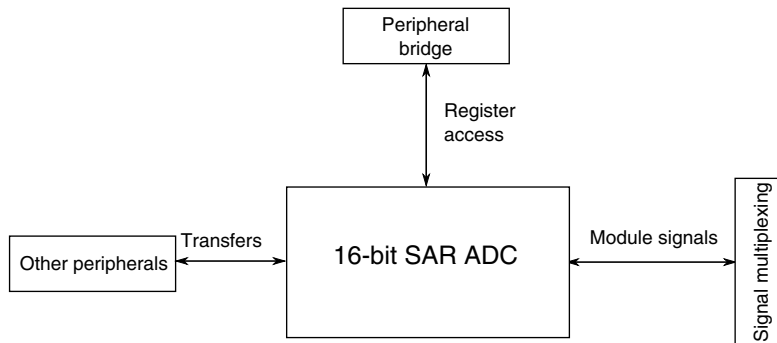 Peripheral
bridge
Register
access
Transfers
Other peripherals
16-bit SAR ADC
Module signals
Signal multiplexing